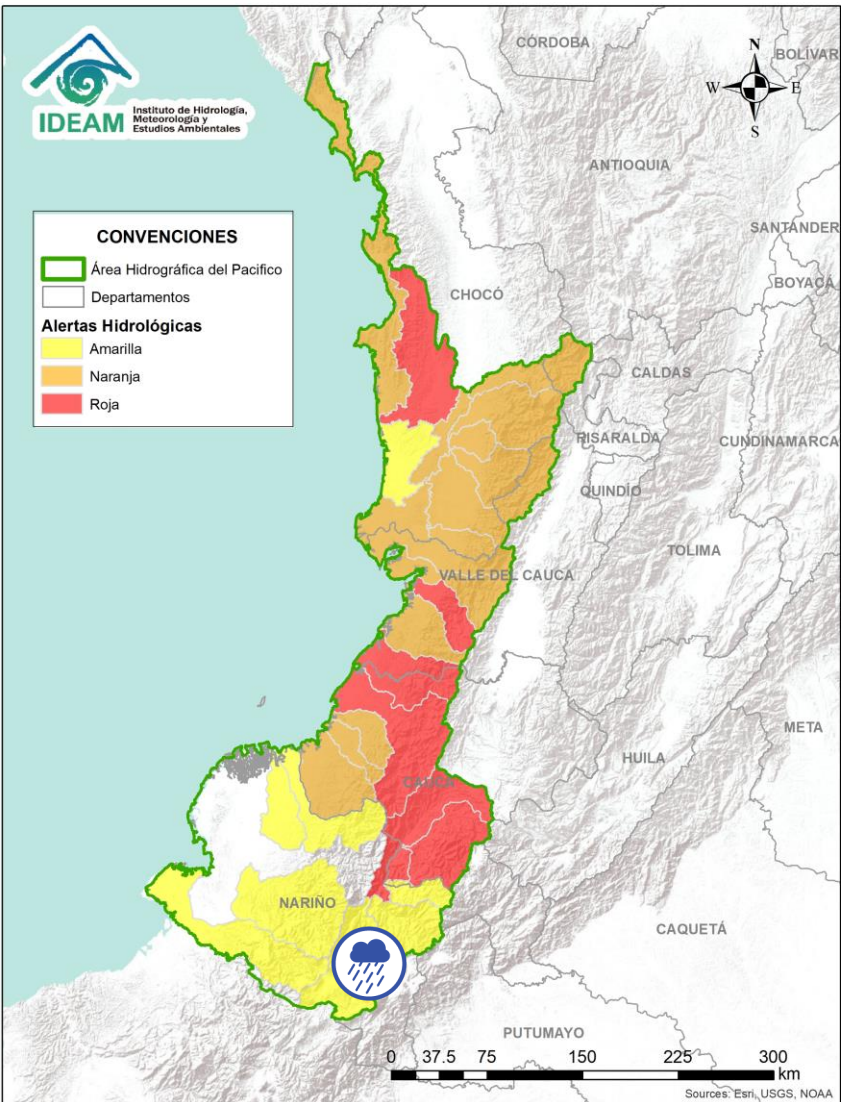 IDEAM
Instituto de Hidrología,
Meteorología y
Estudios Ambientales
N
W
E
S
CÓRDOBA
BOLÍVAR
ANTIOQUIA
SANTANDER
BOYACÁ
CHOCÓ
CONVENCIONES
Área Hidrográfica del Pacifico
Departamentos
Alertas Hidrológicas
Amarilla
Naranja
Roja
CALDAS
RISARALDA
CUNDINAMARCA
QUINDÍO
TOLIMA
VALLE DEL CAUCA
META
HUILA
CAUCA
NARIÑO
CAQUETÁ
PUTUMAYO
0 37.5 75 150 225 300
km
Sources: Esri, USGS, NOAA